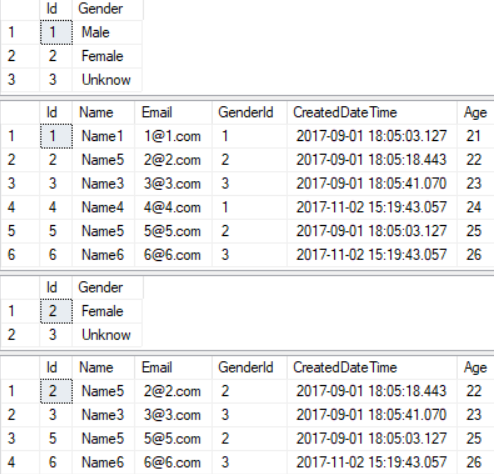 Id Gender
1 1 Male
2 2 Female
3 3 Unknow
Id Name Email GenderId CreatedDateTime Age
1 1 Name1 1@1.com 1 2017-09-01 18:05:03.127 21
2 2 Name5 2@2.com 2 2017-09-01 18:05:18.443 22
3 3 Name3 3@3.com 3 2017-09-01 18:05:41.070 23
4 4 Name4 4@4.com 1 2017-11-02 15:19:43.057 24
5 5 Name5 5@5.com 2 2017-09-01 18:05:03.127 25
6 6 Name6 6@6.com 3 2017-11-02 15:19:43.057 26
Id Gender
1 2 Female
2 3 Unknow
Id Name Email GenderId CreatedDateTime Age
1 2 Name5 2@2.com 2 2017-09-01 18:05:18.443 22
2 3 Name3 3@3.com 3 2017-09-01 18:05:41.070 23
3 5 Name5 5@5.com 2 2017-09-01 18:05:03.127 25
4 6 Name6 6@6.com 3 2017-11-02 15:19:43.057 26